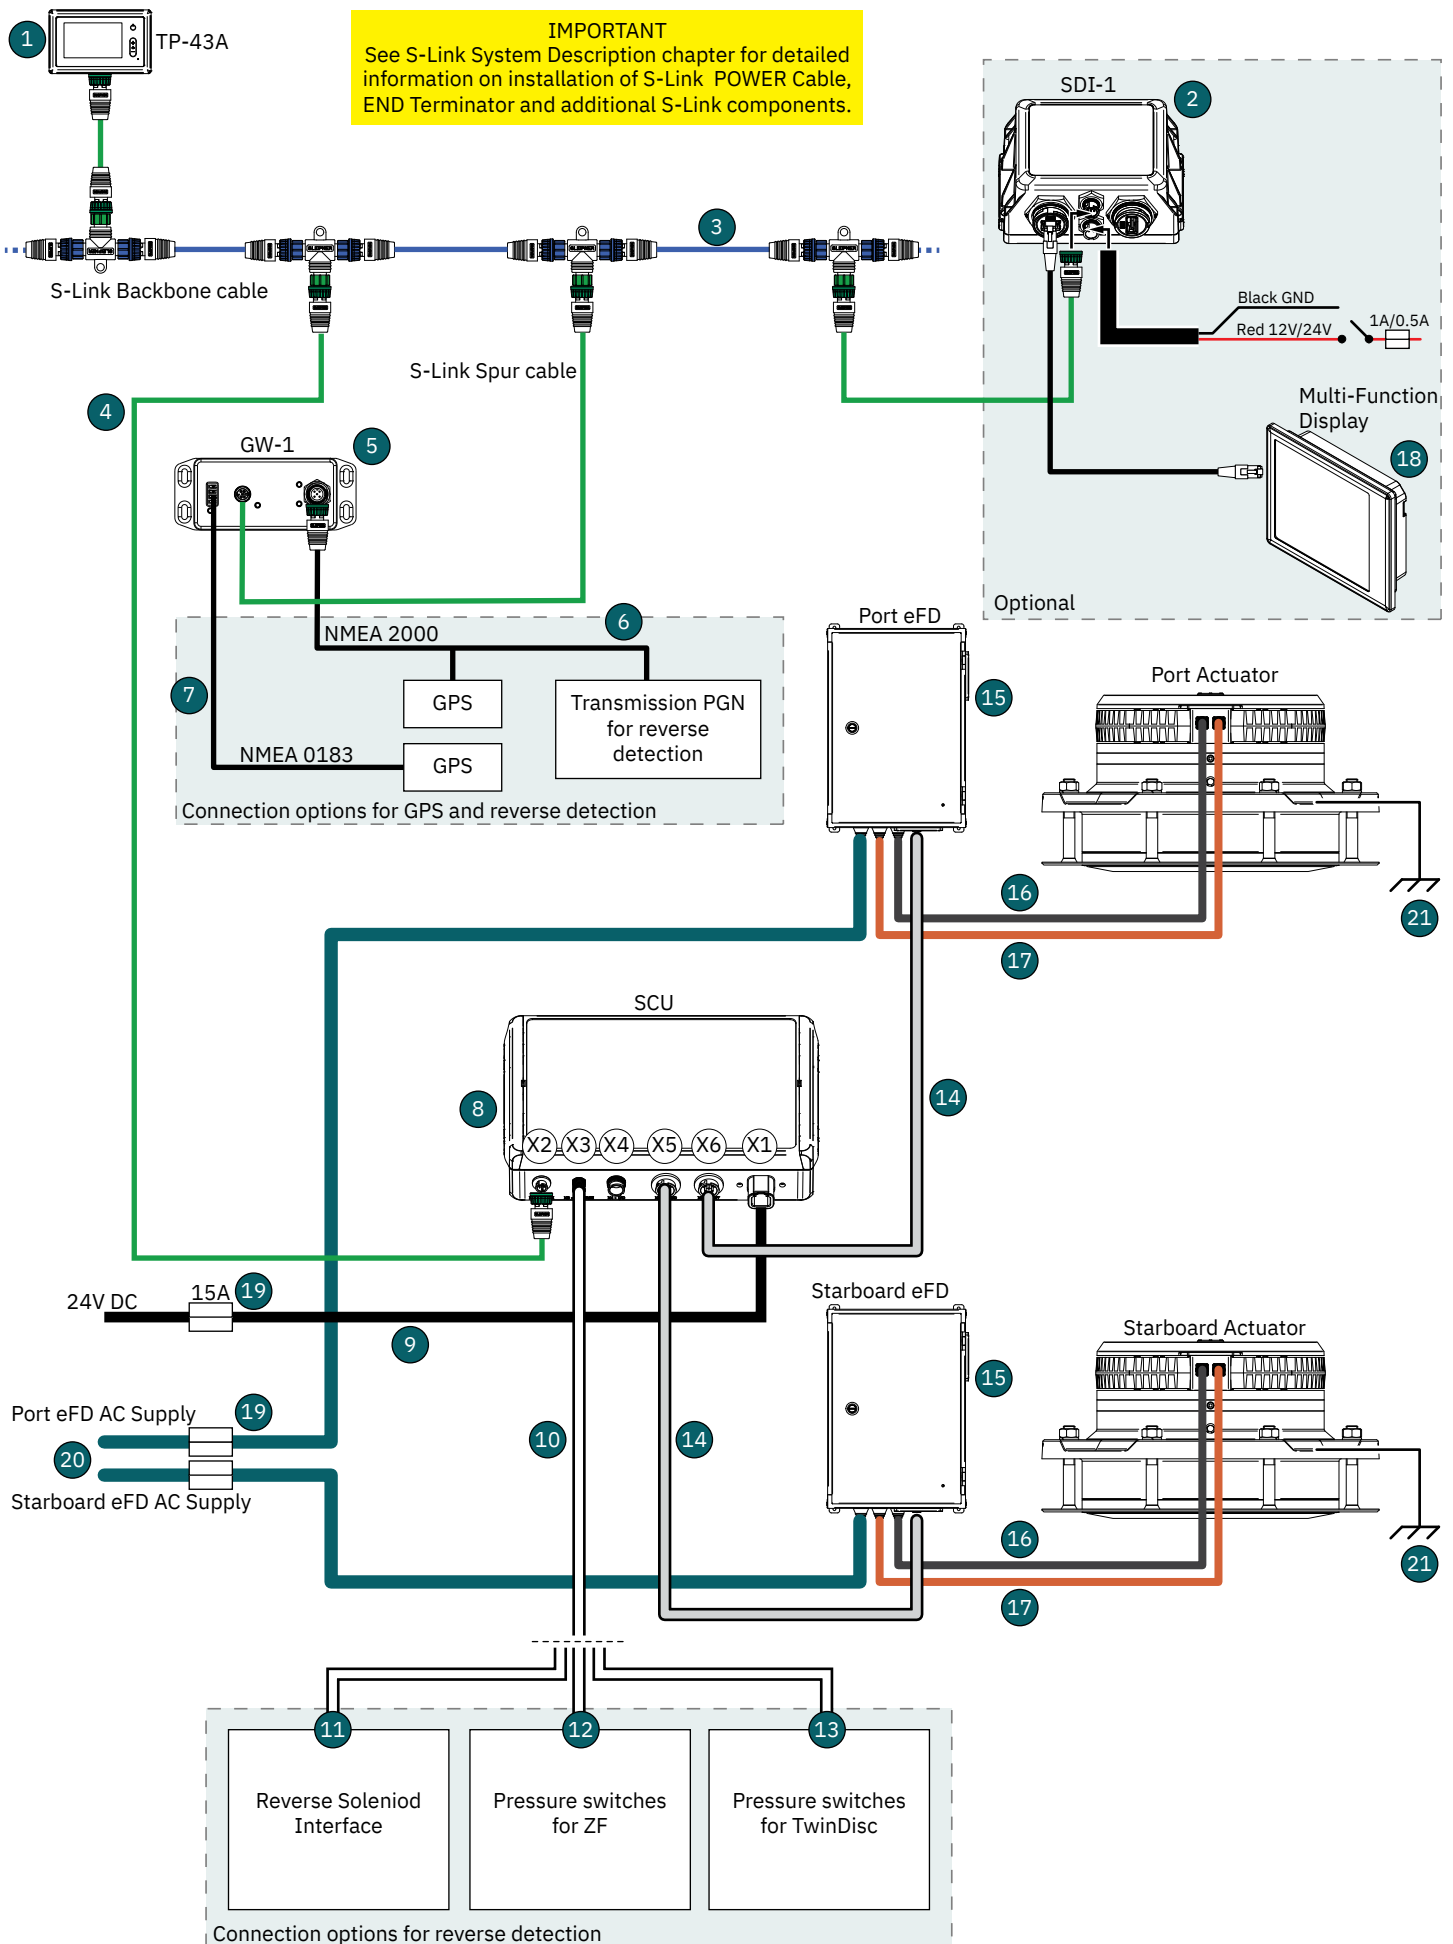 1
TP-43A
IMPORTANT
See S-Link System Description chapter for detailed
information on installation of S-Link POWER Cable,
END Terminator and additional S-Link components.
SDI-1
2
3
S-Link Backbone cable
Black GND
Red 12V/24V
1A/0.5A
S-Link Spur cable
4
Multi-Function
Display
18
GW-1
5
Optional
6
NMEA 2000
7
GPS
Transmission PGN
for reverse
detection
NMEA 0183
GPS
Connection options for GPS and reverse detection
Port eFD
15
Port Actuator
16
17
21
SCU
8
X2
X3
X4
X5
X6
X1
14
24V DC
15A
19
9
Starboard eFD
15
Starboard Actuator
Port eFD AC Supply
19
20
Starboard eFD AC Supply
10
14
16
17
21
11
12
13
Reverse Soleniod
Interface
Pressure switches
for ZF
Pressure switches
for TwinDisc
Connection options for reverse detection